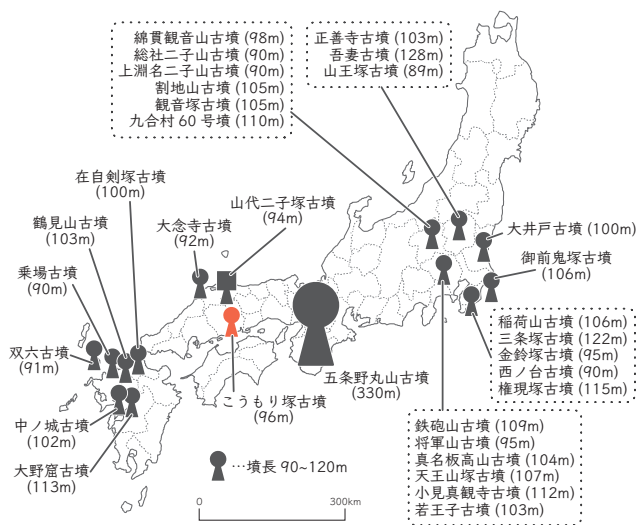 綿貫観音山古墳 (98m)
総社二子山古墳 (90m)
上淵名二子山古墳 (90m)
割地山古墳 (105m)
観音塚古墳 (105m)
九合村 60 号墳 (110m)
正善寺古墳 (103m)
吾妻古墳 (128m)
山王塚古墳 (89m)
在自剣塚古墳
(100m)
鶴見山古墳
(103m)
乗場古墳
(90m)
双六古墳
(91m)
中ノ城古墳
(102m)
大野窟古墳
(113m)
大念寺古墳
(92m)
山代二子塚古墳
(94m)
こうもり塚古墳
(96m)
五条野丸山古墳
(330m)
大井戸古墳 (100m)
御前鬼塚古墳
(106m)
稲荷山古墳 (106m)
三条塚古墳 (122m)
金鈴塚古墳 (95m)
西ノ台古墳 (90m)
権現塚古墳 (115m)
鉄砲山古墳 (109m)
将軍山古墳 (95m)
真名板高山古墳 (104m)
天王山塚古墳 (107m)
小見真観寺古墳 (112m)
若王子古墳 (103m)
…墳長 90~120m
0 300km